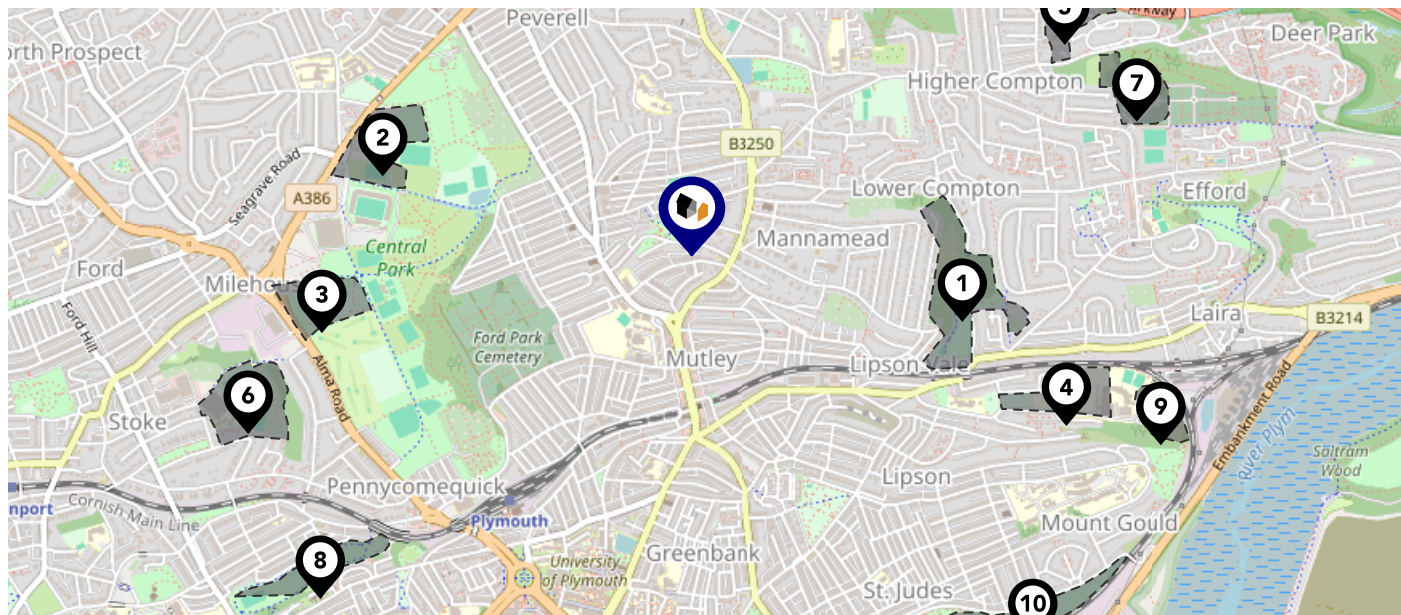 Peverell
orth Prospect
5
arkway
Deer Park
Higher Compton
7
2
B3250
Seagrave Road
A386
Lower Compton
Efford
Central
Park
Mannamead
Ford
Milehou
3
1
Laira
B3214
Ford Hill
Ford Park
Cemetery
Mutley
Lipson Vale
Alma Road
6
4
9
Stoke
Embankment Road
River Plym
Saltram
Wood
Lipson
Pennycomequick
nport
Cornish Main Line
Plymouth
Mount Gould
8
University
of Plymouth
Greenbank
St. Judes
10